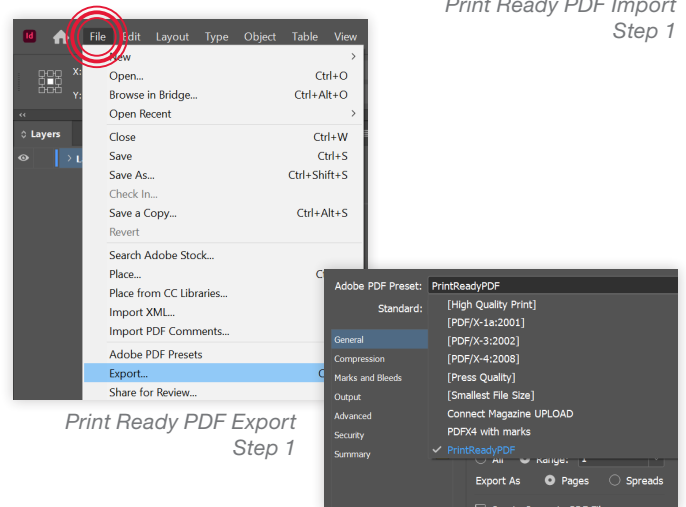 Print Ready PDF Import
Step 1
Id
File Edit Layout Type Object Table View
X:
Y:
New >
Open... Ctrl+O
Browse in Bridge... Ctrl+Alt+O
Open Recent >
<<
Layers
Close Ctrl+W
Save Ctrl+S
Save As... Ctrl+Shift+S
Check In...
Save a Copy... Ctrl+Alt+S
Revert
Search Adobe Stock...
Place...
Place from CC Libraries...
Import XML...
Import PDF Comments...
Adobe PDF Presets
Export...
Share for Review...
Print Ready PDF Export
Step 1
Adobe PDF Preset: PrintReadyPDF
Standard:
[High Quality Print]
[PDF/X-1a:2001]
[PDF/X-3:2002]
[PDF/X-4:2008]
[Press Quality]
[Smallest File Size]
Connect Magazine UPLOAD
PDFX4 with marks
✓ PrintReadyPDF
General
Compression
Marks and Bleeds
Output
Advanced
Security
Summary
All Range: 1
Export As Pages Spreads